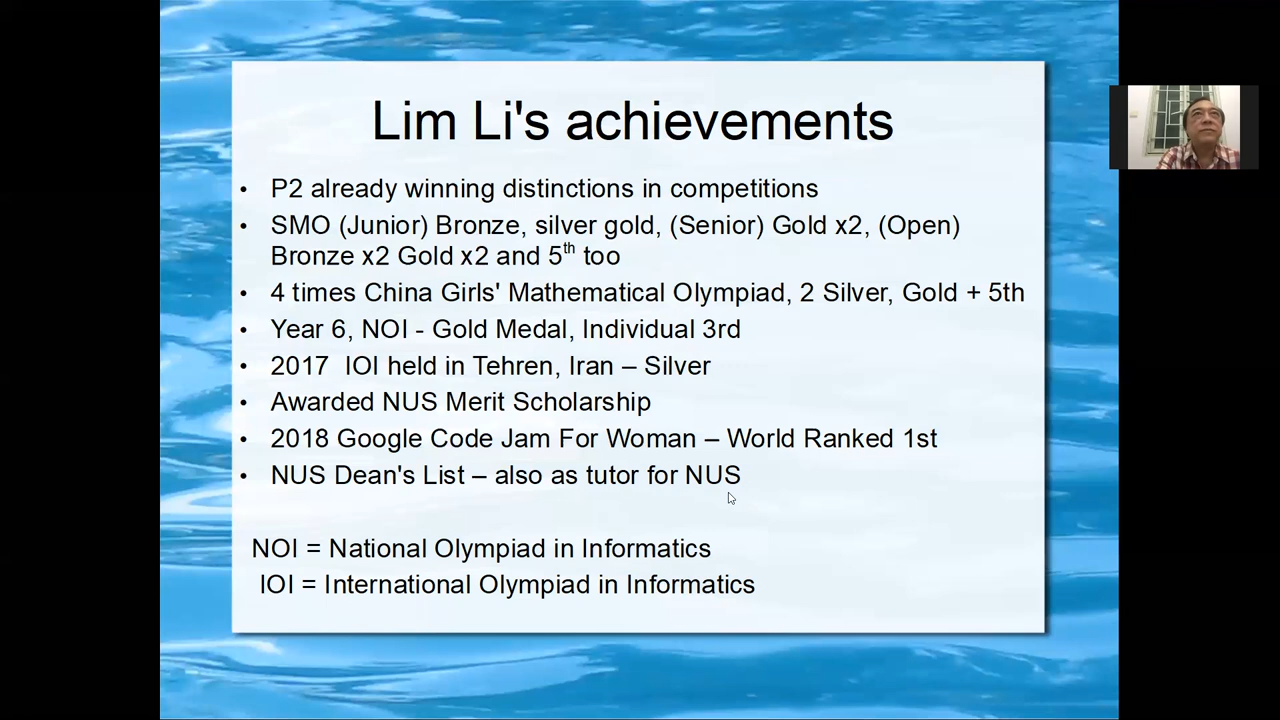 Lim Li's achievements
• P2 already winning distinctions in competitions
• SMO (Junior) Bronze, silver gold, (Senior) Gold x2, (Open)
Bronze x2 Gold x2 and 5th too
• 4 times China Girls' Mathematical Olympiad, 2 Silver, Gold + 5th
• Year 6, NOI - Gold Medal, Individual 3rd
• 2017 IOI held in Tehren, Iran – Silver
• Awarded NUS Merit Scholarship
• 2018 Google Code Jam For Woman – World Ranked 1st
• NUS Dean's List – also as tutor for NUS
NOI = National Olympiad in Informatics
IOI = International Olympiad in Informatics